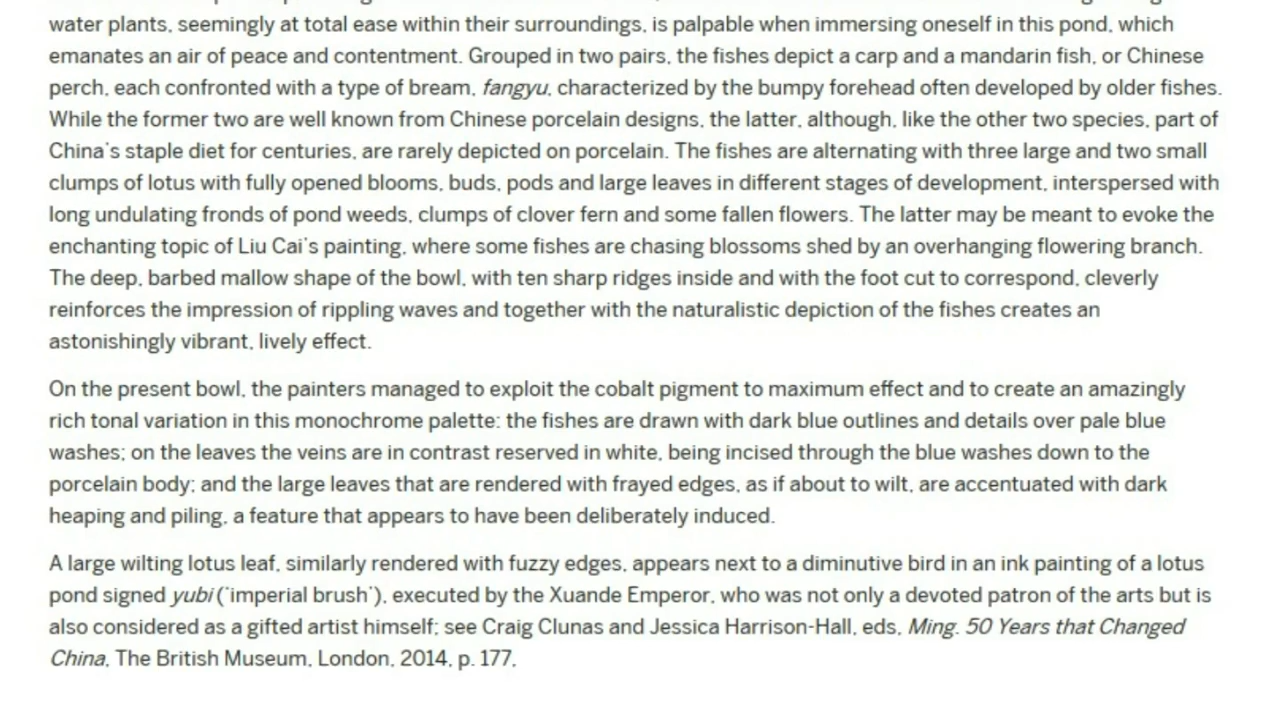 water plants, seemingly at total ease within their surroundings, is palpable when immersing oneself in this pond, which
emanates an air of peace and contentment. Grouped in two pairs, the fishes depict a carp and a mandarin fish, or Chinese
perch, each confronted with a type of bream, fangyu, characterized by the bumpy forehead often developed by older fishes.
While the former two are well known from Chinese porcelain designs, the latter, although, like the other two species, part of
China's staple diet for centuries, are rarely depicted on porcelain. The fishes are alternating with three large and two small
clumps of lotus with fully opened blooms, buds, pods and large leaves in different stages of development, interspersed with
long undulating fronds of pond weeds, clumps of clover fern and some fallen flowers. The latter may be meant to evoke the
enchanting topic of Liu Cai's painting, where some fishes are chasing blossoms shed by an overhanging flowering branch.
The deep, barbed mallow shape of the bowl, with ten sharp ridges inside and with the foot cut to correspond, cleverly
reinforces the impression of rippling waves and together with the naturalistic depiction of the fishes creates an
astonishingly vibrant, lively effect.
On the present bowl, the painters managed to exploit the cobalt pigment to maximum effect and to create an amazingly
rich tonal variation in this monochrome palette: the fishes are drawn with dark blue outlines and details over pale blue
washes; on the leaves the veins are in contrast reserved in white, being incised through the blue washes down to the
porcelain body; and the large leaves that are rendered with frayed edges, as if about to wilt, are accentuated with dark
heaping and piling, a feature that appears to have been deliberately induced.
A large wilting lotus leaf, similarly rendered with fuzzy edges, appears next to a diminutive bird in an ink painting of a lotus
pond signed yubi ('imperial brush'), executed by the Xuande Emperor, who was not only a devoted patron of the arts but is
also considered as a gifted artist himself; see Craig Clunas and Jessica Harrison-Hall, eds, Ming. 50 Years that Changed
China, The British Museum, London, 2014, p. 177,